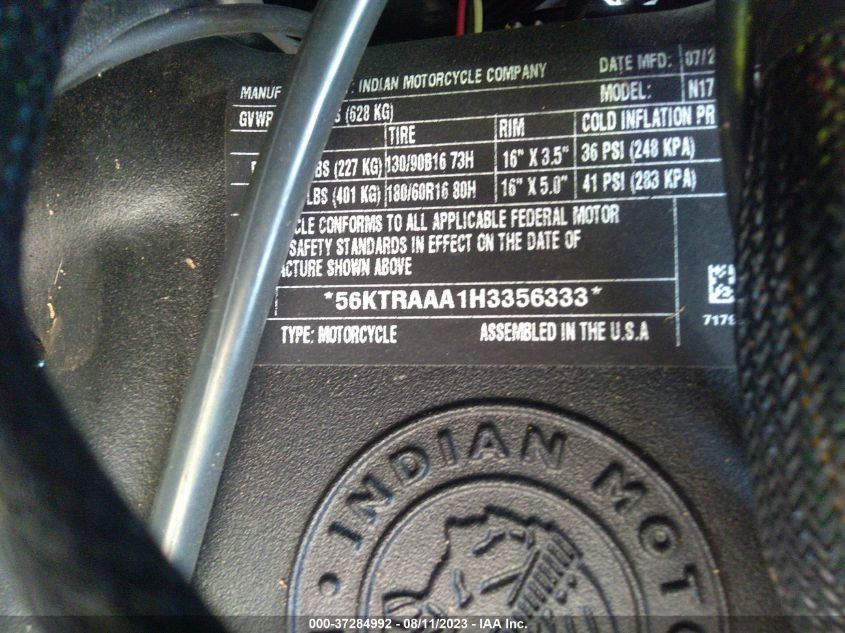 MANUF : INDIAN MOTORCYCLE COMPANY DATE MFD: 07/2
GVWR S (628 KG) MODEL: N17
TIRE RIM COLD INFLATION PR
LBS (227 KG) 130/90B16 73H 16" X 3.5" 36 PSI (248 KPA)
LBS (401 KG) 180/60R16 80H 16" X 5.0" 41 PSI (283 KPA)
CLE CONFORMS TO ALL APPLICABLE FEDERAL MOTOR
SAFETY STANDARDS IN EFFECT ON THE DATE OF
ACTURE SHOWN ABOVE
*56KTRAAA1H3356333*
7179
TYPE: MOTORCYCLE ASSEMBLED IN THE U.S.A
INDIAN MOTO
000-37284992 - 08/11/2023 - IAA Inc.